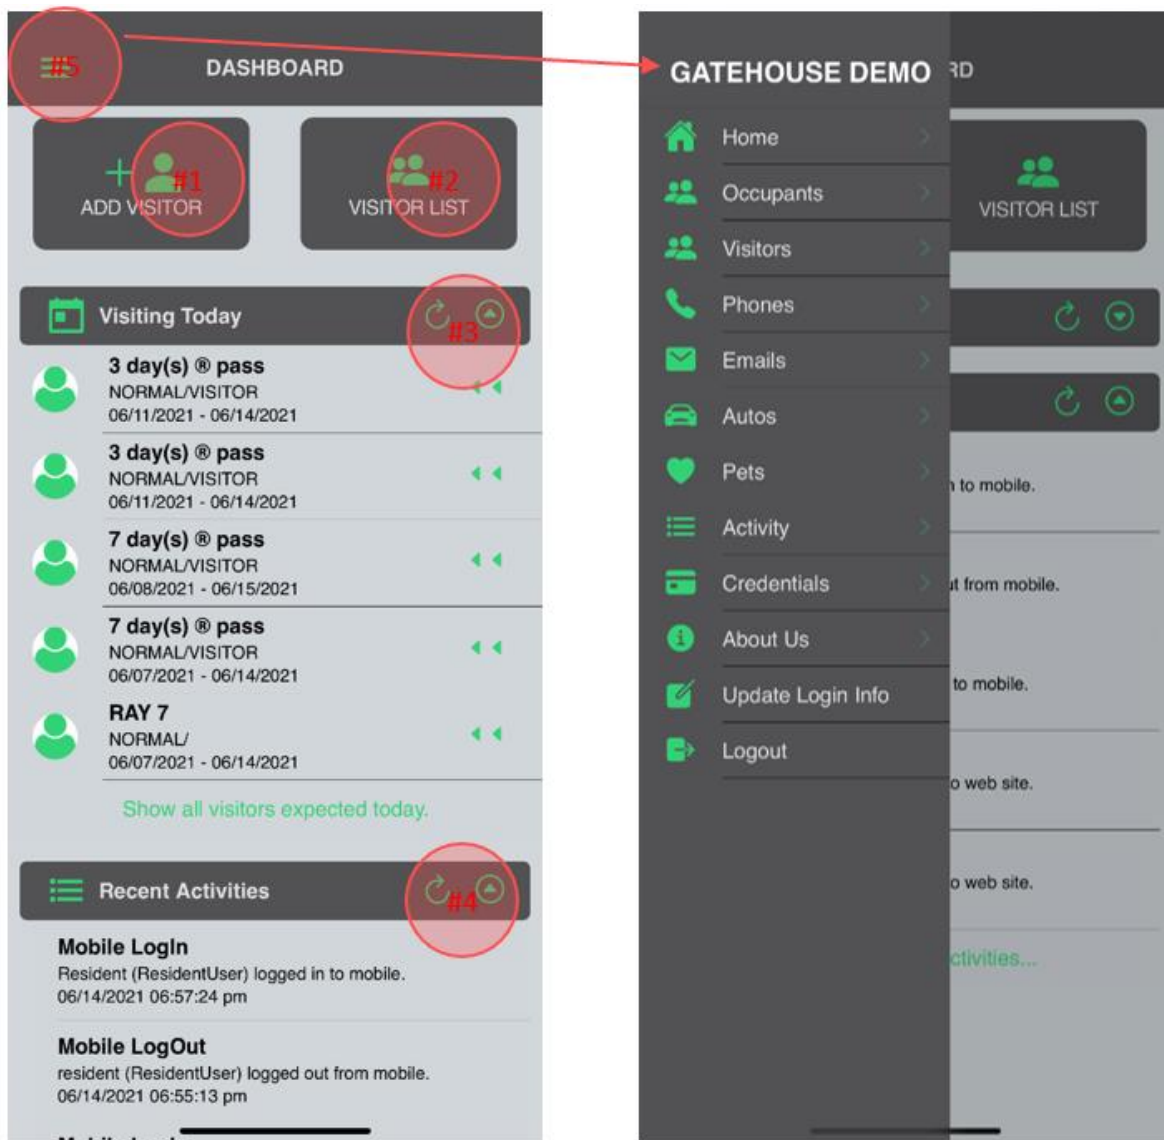 #5
DASHBOARD
#1
ADD VISITOR
#2
VISITOR LIST
Visiting Today
#3
3 day(s) ® pass
NORMAL/VISITOR
06/11/2021 - 06/14/2021
3 day(s) ® pass
NORMAL/VISITOR
06/11/2021 - 06/14/2021
7 day(s) ® pass
NORMAL/VISITOR
06/08/2021 - 06/15/2021
7 day(s) ® pass
NORMAL/VISITOR
06/07/2021 - 06/14/2021
RAY 7
NORMAL/
06/07/2021 - 06/14/2021
Show all visitors expected today.
Recent Activities
#4
Mobile LogIn
Resident (ResidentUser) logged in to mobile.
06/14/2021 06:57:24 pm
Mobile LogOut
resident (ResidentUser) logged out from mobile.
06/14/2021 06:55:13 pm
GATEHOUSE DEMO
RD
Home
Occupants
Visitors
Phones
Emails
Autos
Pets
Activity
Credentials
About Us
Update Login Info
Logout
VISITOR LIST
n to mobile.
ut from mobile.
to mobile.
o web site.
o web site.
ctivities...